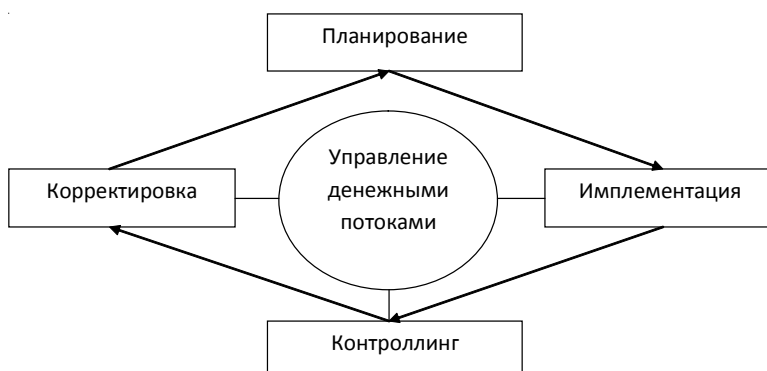 Планирование
Корректировка
Управление
денежными
потоками
Имплементация
Контроллинг